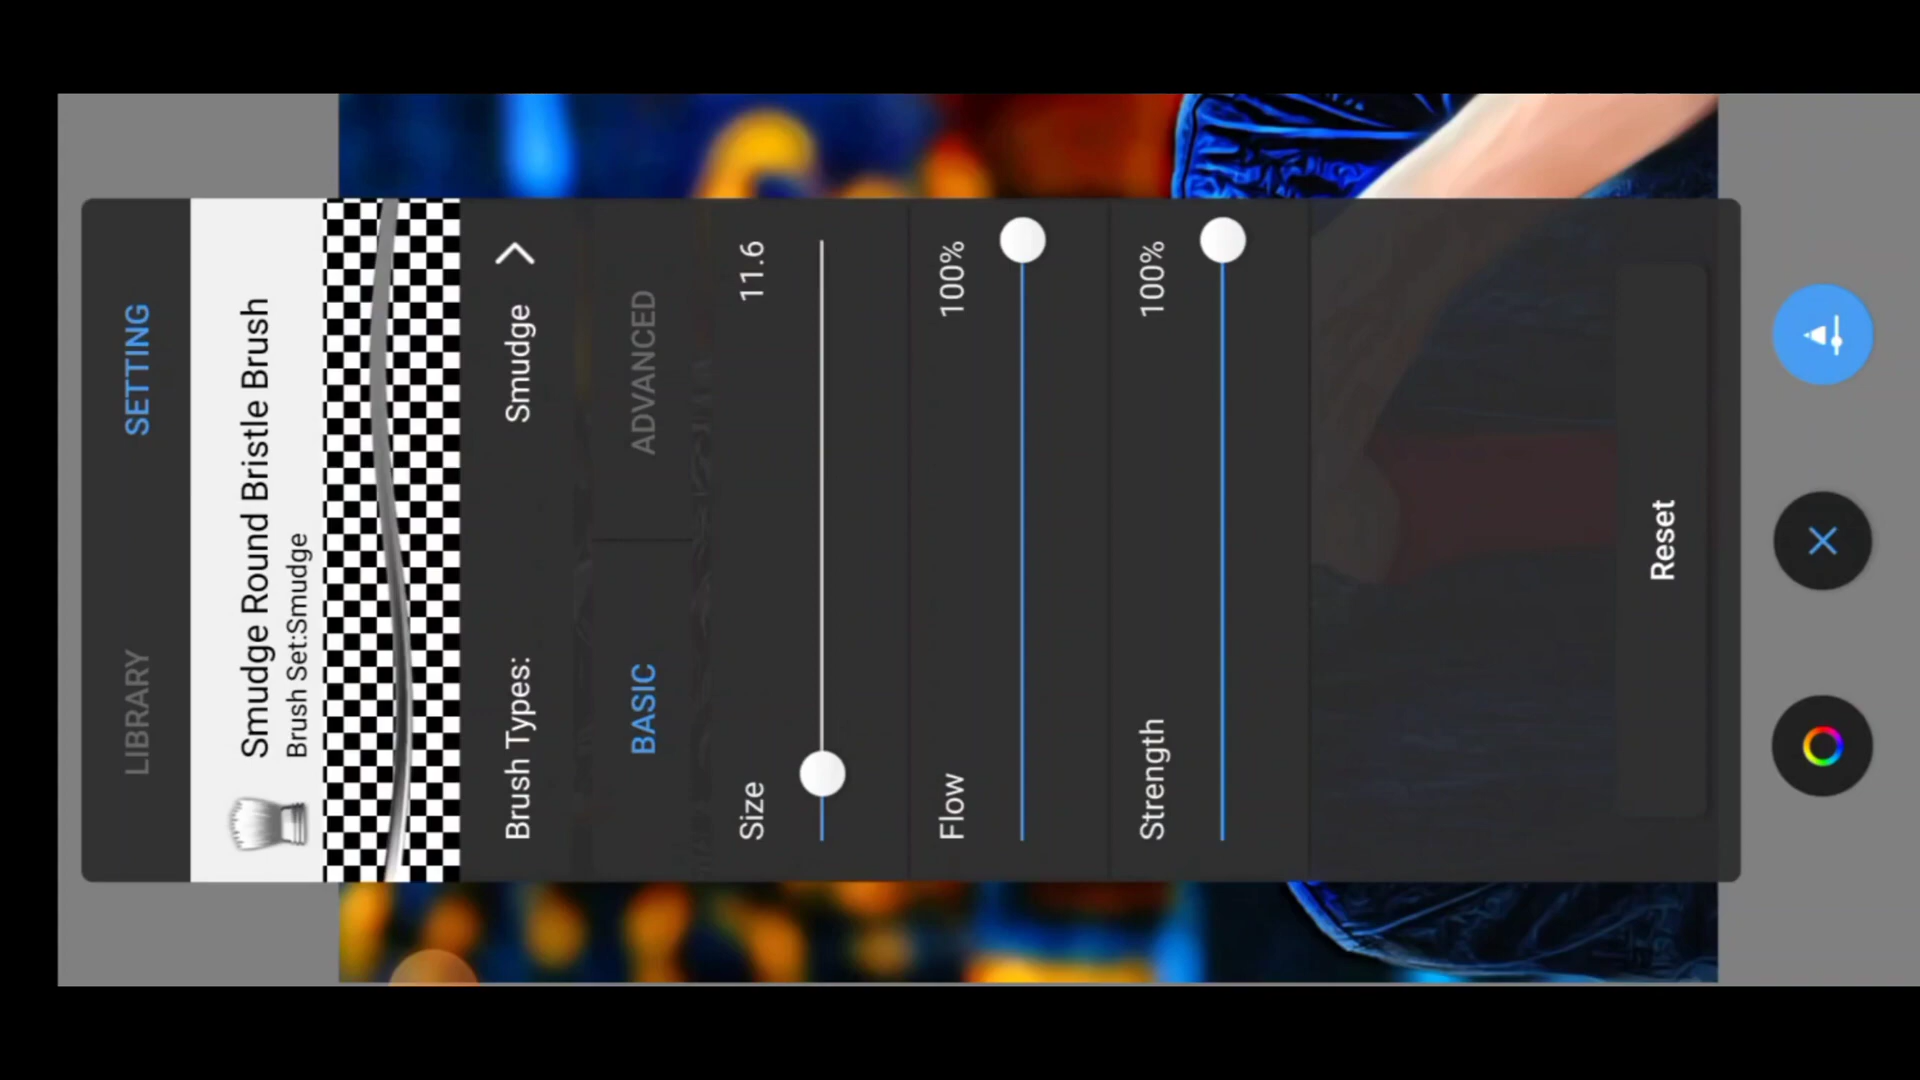 LIBRARY SETTING
Smudge Round Bristle Brush
Brush Set:Smudge
Brush Types: Smudge
BASIC ADVANCED
Size 11.6
Flow 100%
Strength 100%
Reset